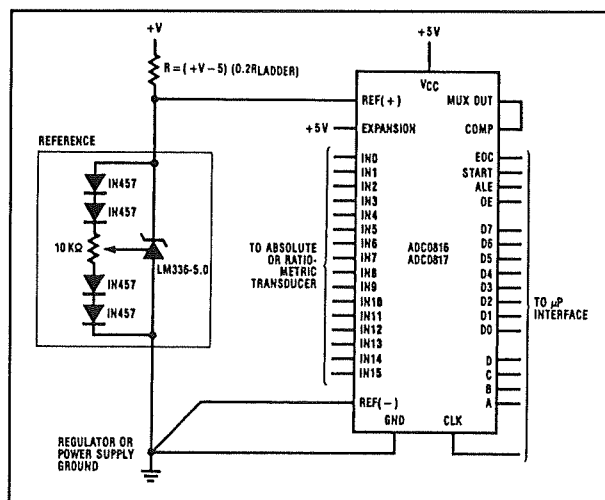 +V
R = (+V – 5) (0.2RLADDER)
REFERENCE
IN457
IN457
10 KΩ
LM336-5.0
IN457
IN457
REGULATOR OR
POWER SUPPLY
GROUND
+5V
VCC
REF(+)
MUX OUT
+5V
EXPANSION
COMP
IN0
IN1
IN2
IN3
IN4
IN5
IN6
IN7
IN8
IN9
IN10
IN11
IN12
IN13
IN14
IN15
TO ABSOLUTE
OR RATIO-
METRIC
TRANSDUCER
ADC0816
ADC0817
EOC
START
ALE
OE
D7
D6
D5
D4
D3
D2
D1
D0
D
C
B
A
TO µP
INTERFACE
REF(–)
GND
CLK